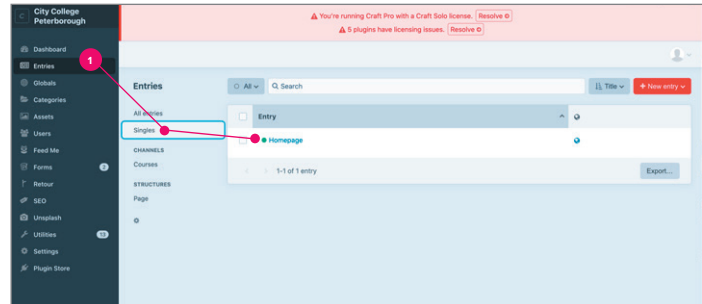 C
City College
Peterborough
You're running Craft Pro with a Craft Solo license. Resolve
5 plugins have licensing issues. Resolve
Dashboard
Entries
Globals
Categories
Assets
Users
Feed Me
Forms 2
Retour
SEO
Unsplash
Utilities 13
Settings
Plugin Store
1
Entries
All entries
Singles
CHANNELS
Courses
STRUCTURES
Page
All
Search
Title
+ New entry
Entry
Homepage
1-1 of 1 entry
Export...